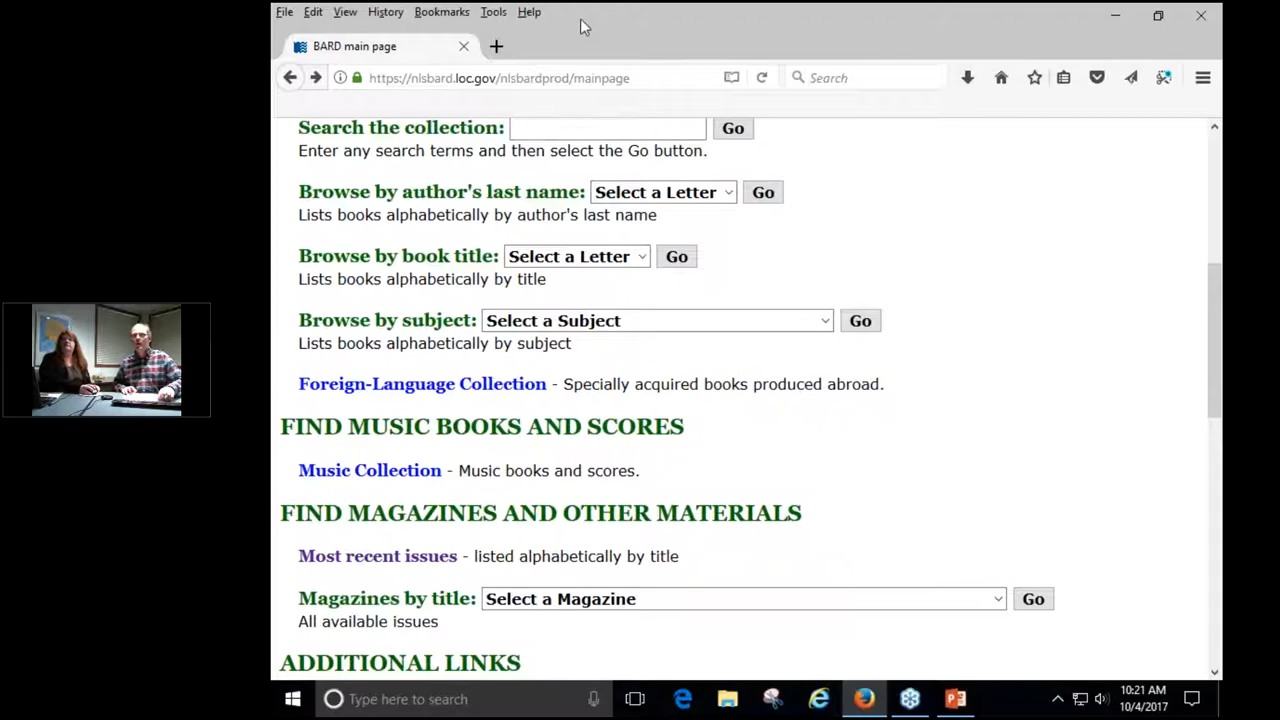 File Edit View History Bookmarks Tools Help
BARD main page
https://nlsbard.loc.gov/nlsbardprod/mainpage
Search
Search the collection: Go
Enter any search terms and then select the Go button.
Browse by author's last name: Select a Letter Go
Lists books alphabetically by author's last name
Browse by book title: Select a Letter Go
Lists books alphabetically by title
Browse by subject: Select a Subject Go
Lists books alphabetically by subject
Foreign-Language Collection - Specially acquired books produced abroad.
FIND MUSIC BOOKS AND SCORES
Music Collection - Music books and scores.
FIND MAGAZINES AND OTHER MATERIALS
Most recent issues - listed alphabetically by title
Magazines by title: Select a Magazine Go
All available issues
ADDITIONAL LINKS
Type here to search
10:21 AM
10/4/2017